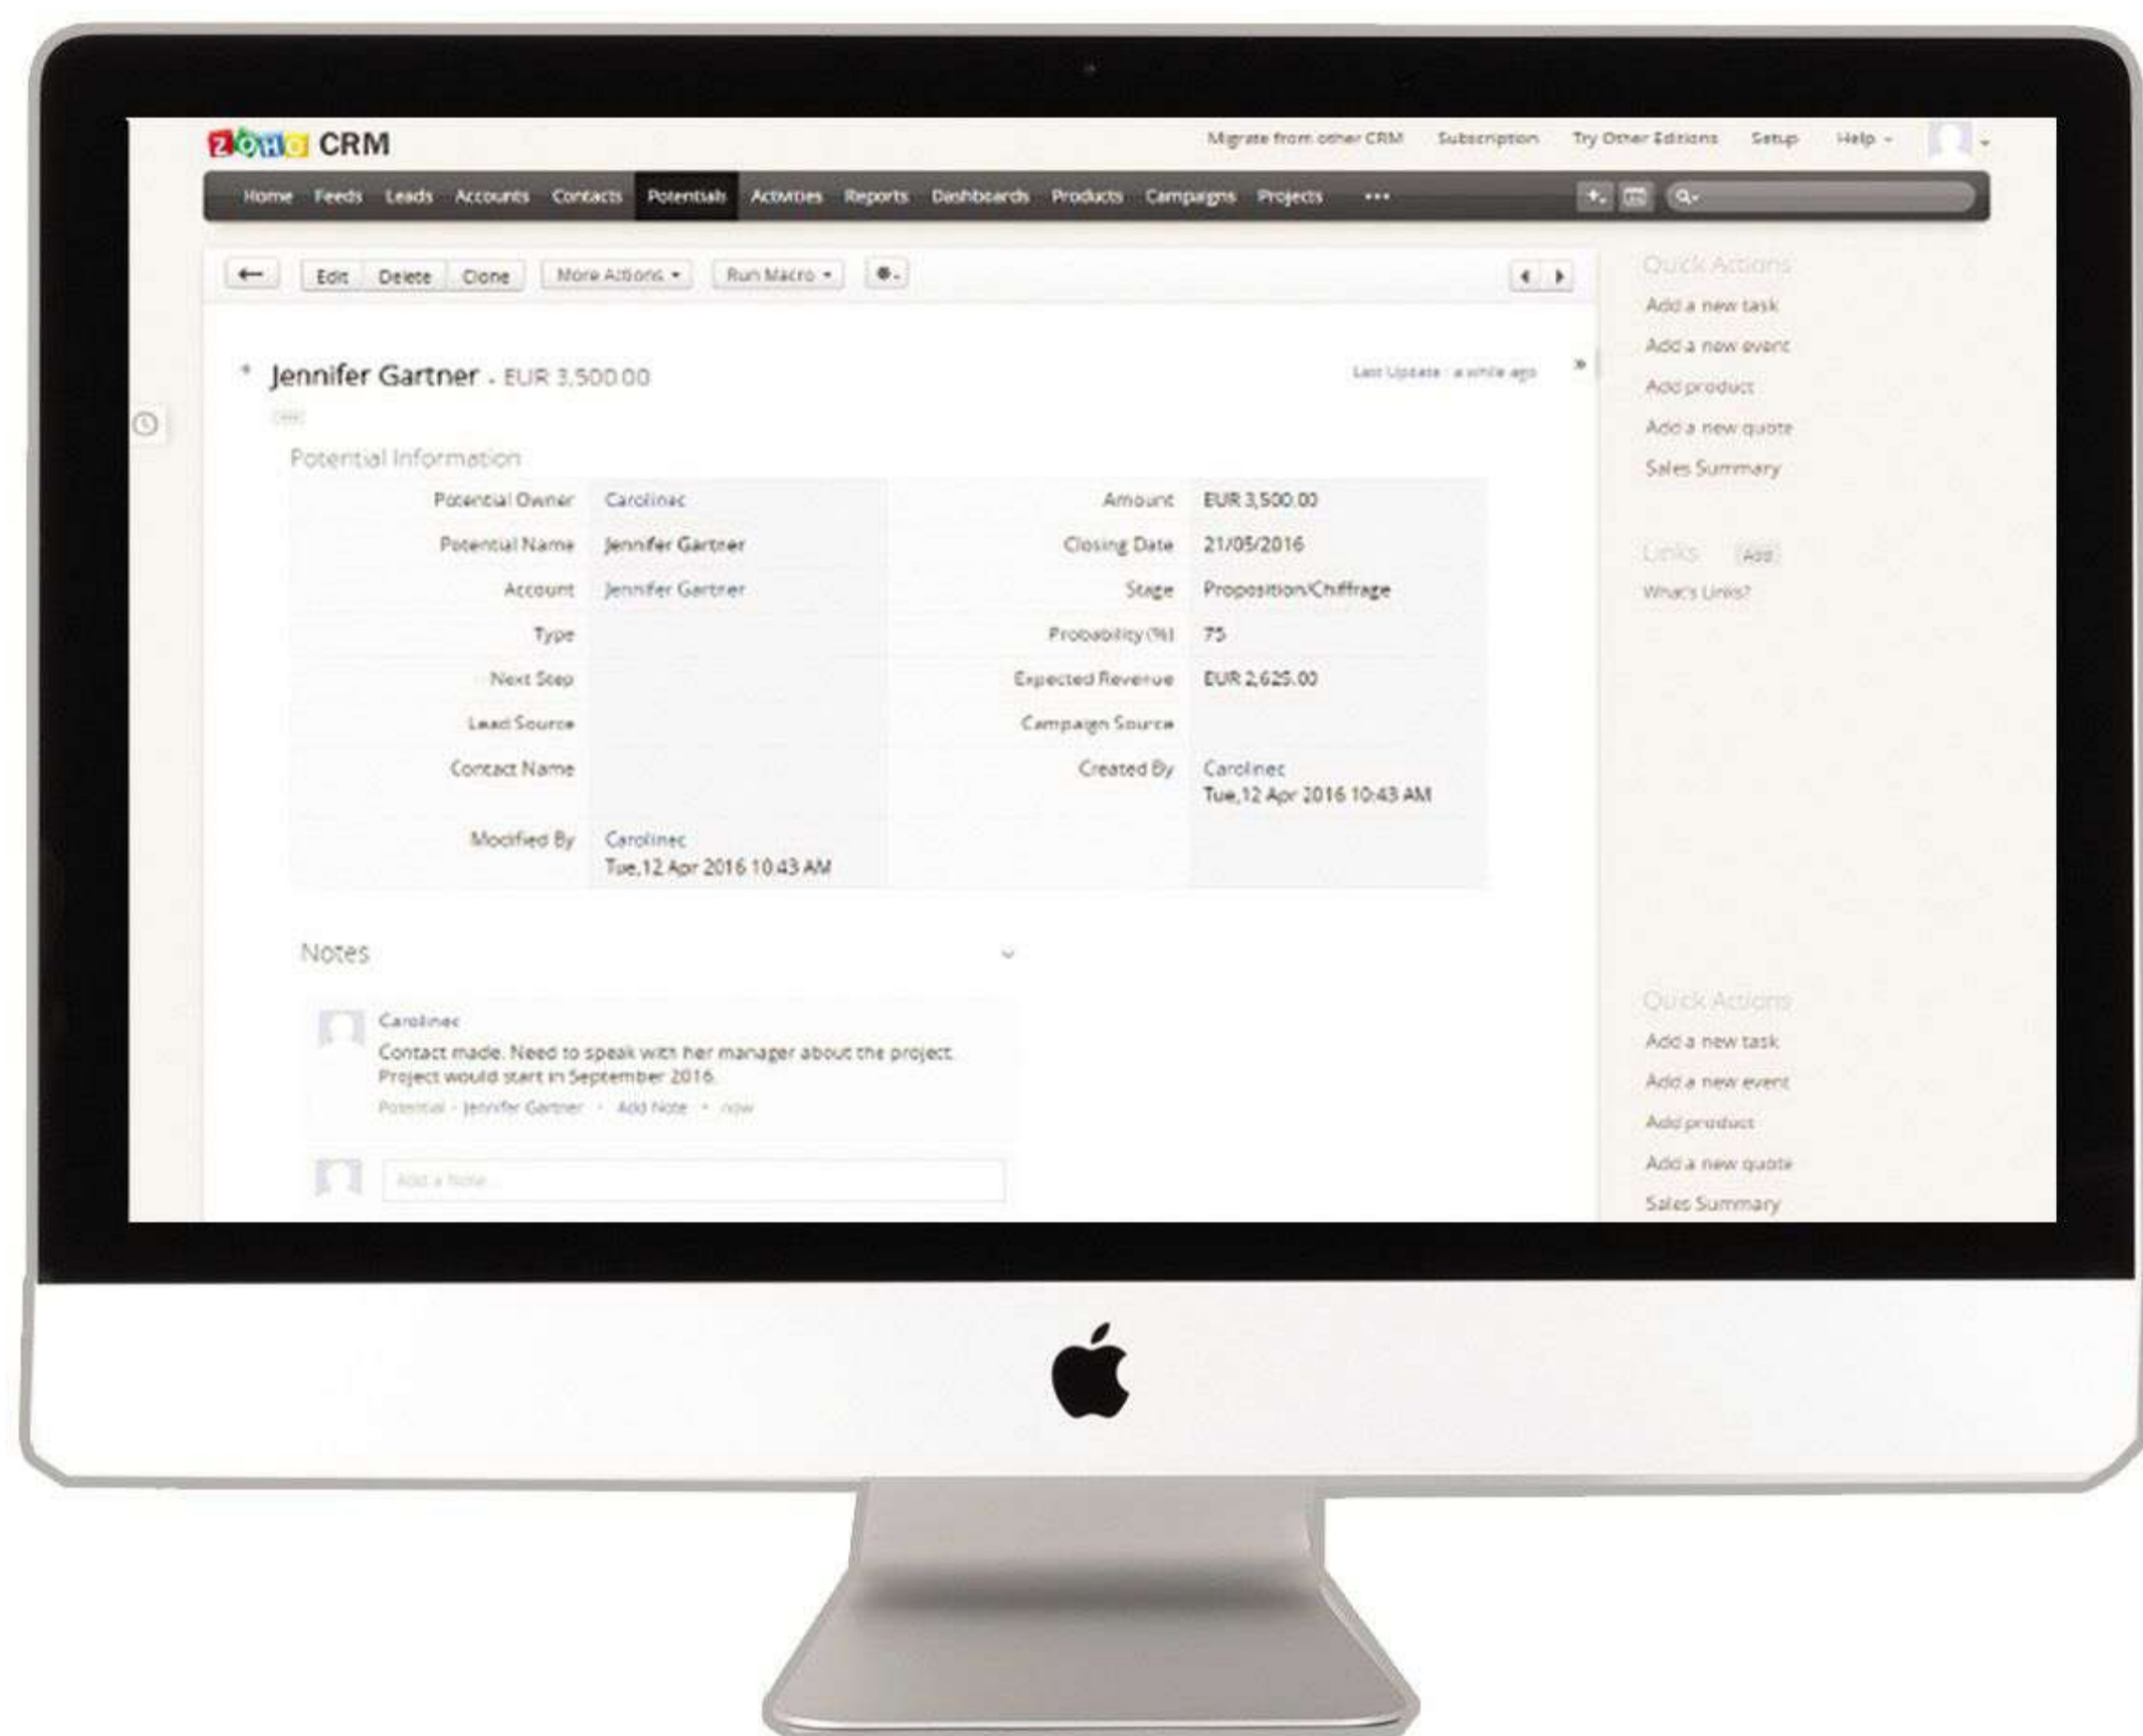 ZOHO CRM
Migrate from other CRM Subscription Try Other Editions Setup Help
Home Feeds Leads Accounts Contacts Potentials Activities Reports Dashboards Products Campaigns Projects •••
Edit Delete Clone More Actions Run Macro
Jennifer Gartner - EUR 3,500.00
Last Update : a while ago
Potential Information
Potential Owner Carolinec Amount EUR 3,500.00
Potential Name Jennifer Gartner Closing Date 21/05/2016
Account Jennifer Gartner Stage Proposition/Chiffrage
Type Probability (%) 75
Next Step Expected Revenue EUR 2,625.00
Lead Source Campaign Source
Contact Name Created By Carolinec
Tue,12 Apr 2016 10:43 AM
Modified By Carolinec
Tue,12 Apr 2016 10:43 AM
Notes
Carolinec
Contact made. Need to speak with her manager about the project.
Project would start in September 2016.
Potential - Jennifer Gartner • Add Note • now
Add a Note...
Quick Actions
Add a new task
Add a new event
Add product
Add a new quote
Sales Summary
Links Add
What's Links?
Quick Actions
Add a new task
Add a new event
Add product
Add a new quote
Sales Summary